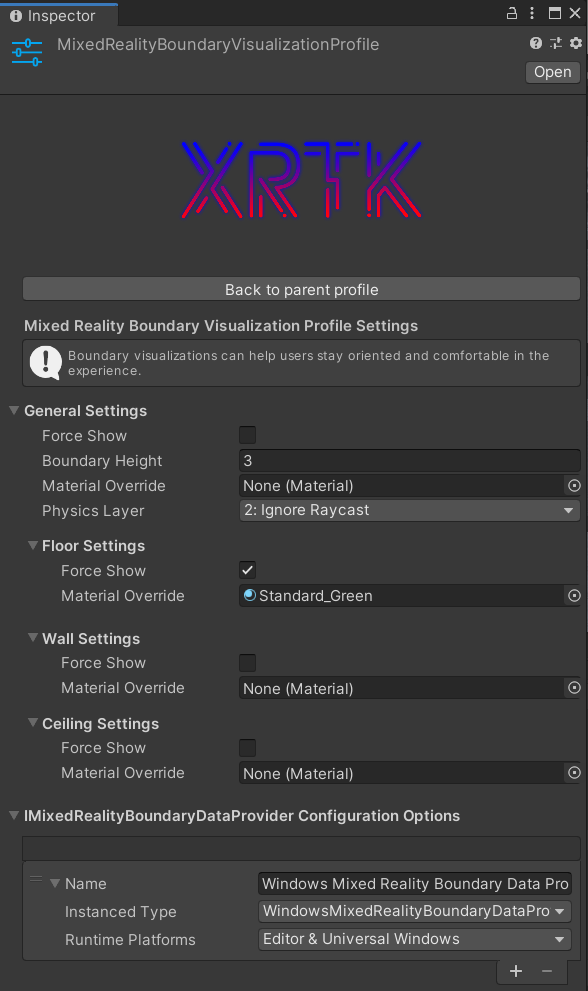 Inspector
MixedRealityBoundaryVisualizationProfile
Open
XRTK
Back to parent profile
Mixed Reality Boundary Visualization Profile Settings
Boundary visualizations can help users stay oriented and comfortable in the
experience.
General Settings
Force Show
Boundary Height 3
Material Override None (Material)
Physics Layer 2: Ignore Raycast
Floor Settings
Force Show
Material Override Standard_Green
Wall Settings
Force Show
Material Override None (Material)
Ceiling Settings
Force Show
Material Override None (Material)
IMixedRealityBoundaryDataProvider Configuration Options
Name Windows Mixed Reality Boundary Data Pro
Instanced Type WindowsMixedRealityBoundaryDataPro
Runtime Platforms Editor & Universal Windows